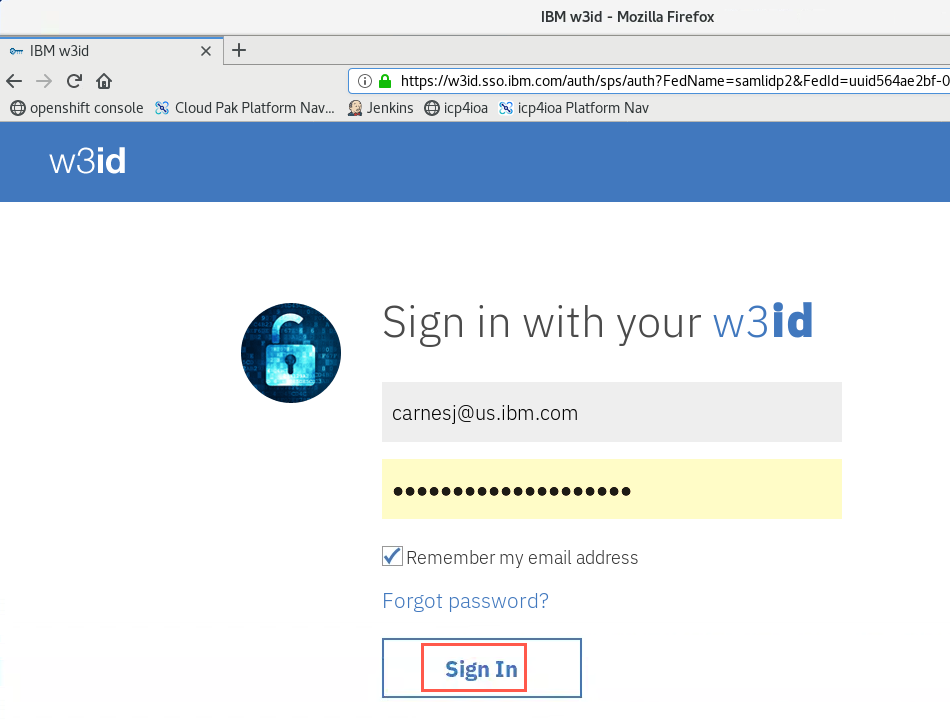 IBM w3id - Mozilla Firefox
IBM w3id
https://w3id.sso.ibm.com/auth/sps/auth?FedName=samlidp2&FedId=uuid564ae2bf-0
openshift console Cloud Pak Platform Nav... Jenkins icp4ioa icp4ioa Platform Nav
w3id
Sign in with your w3id
carnesj@us.ibm.com
••••••••••••••••••••
Remember my email address
Forgot password?
Sign In